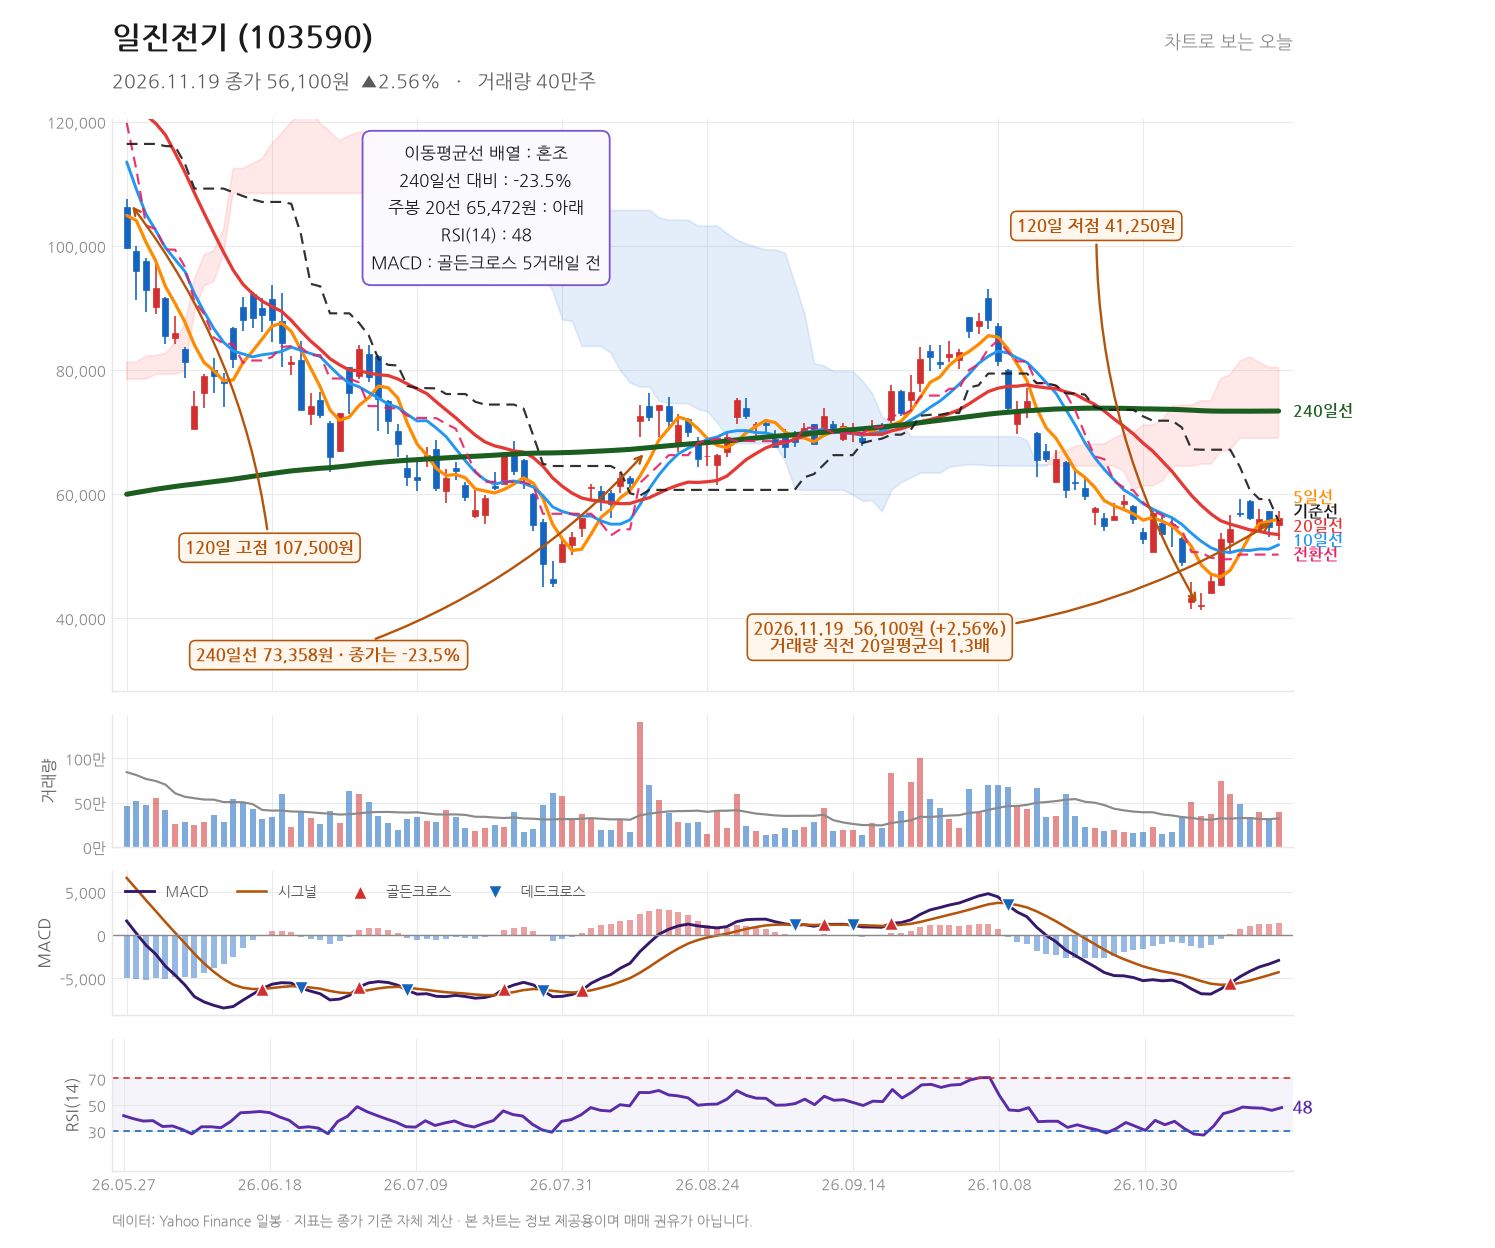 일진전기 (103590)
차트로 보는 오늘
2026.11.19 종가 56,100원 ▲2.56% · 거래량 40만주
120,000
100,000
80,000
60,000
40,000
이동평균선 배열 : 혼조
240일선 대비 : -23.5%
주봉 20선 65,472원 : 아래
RSI(14) : 48
MACD : 골든크로스 5거래일 전
120일 저점 41,250원
120일 고점 107,500원
240일선 73,358원 · 종가는 -23.5%
2026.11.19 56,100원 (+2.56%)
거래량 직전 20일평균의 1.3배
240일선
5일선
기준선
20일선
10일선
전환선
거래량
100만
50만
0만
MACD
5,000
0
-5,000
MACD
시그널
골든크로스
데드크로스
RSI(14)
70
50
30
48
26.05.27
26.06.18
26.07.09
26.07.31
26.08.24
26.09.14
26.10.08
26.10.30
데이터: Yahoo Finance 일봉 · 지표는 종가 기준 자체 계산 · 본 차트는 정보 제공용이며 매매 권유가 아닙니다.